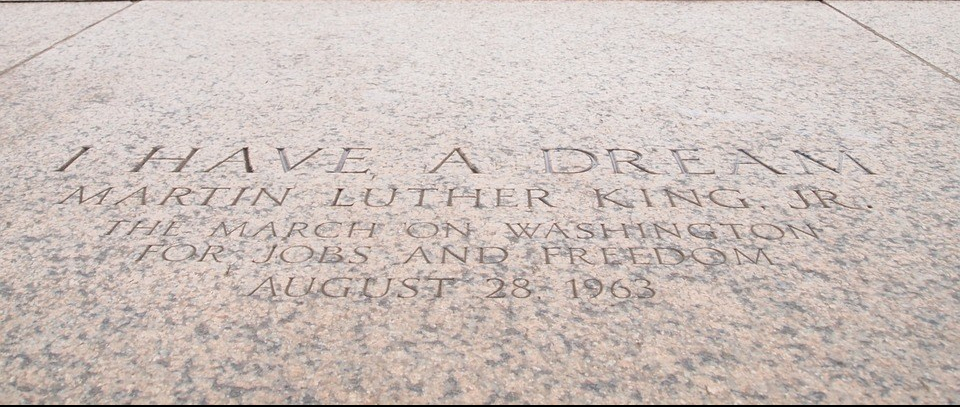 I HAVE A DREAM
MARTIN LUTHER KING, JR.
THE MARCH ON WASHINGTON
FOR JOBS AND FREEDOM
AUGUST 28, 1963